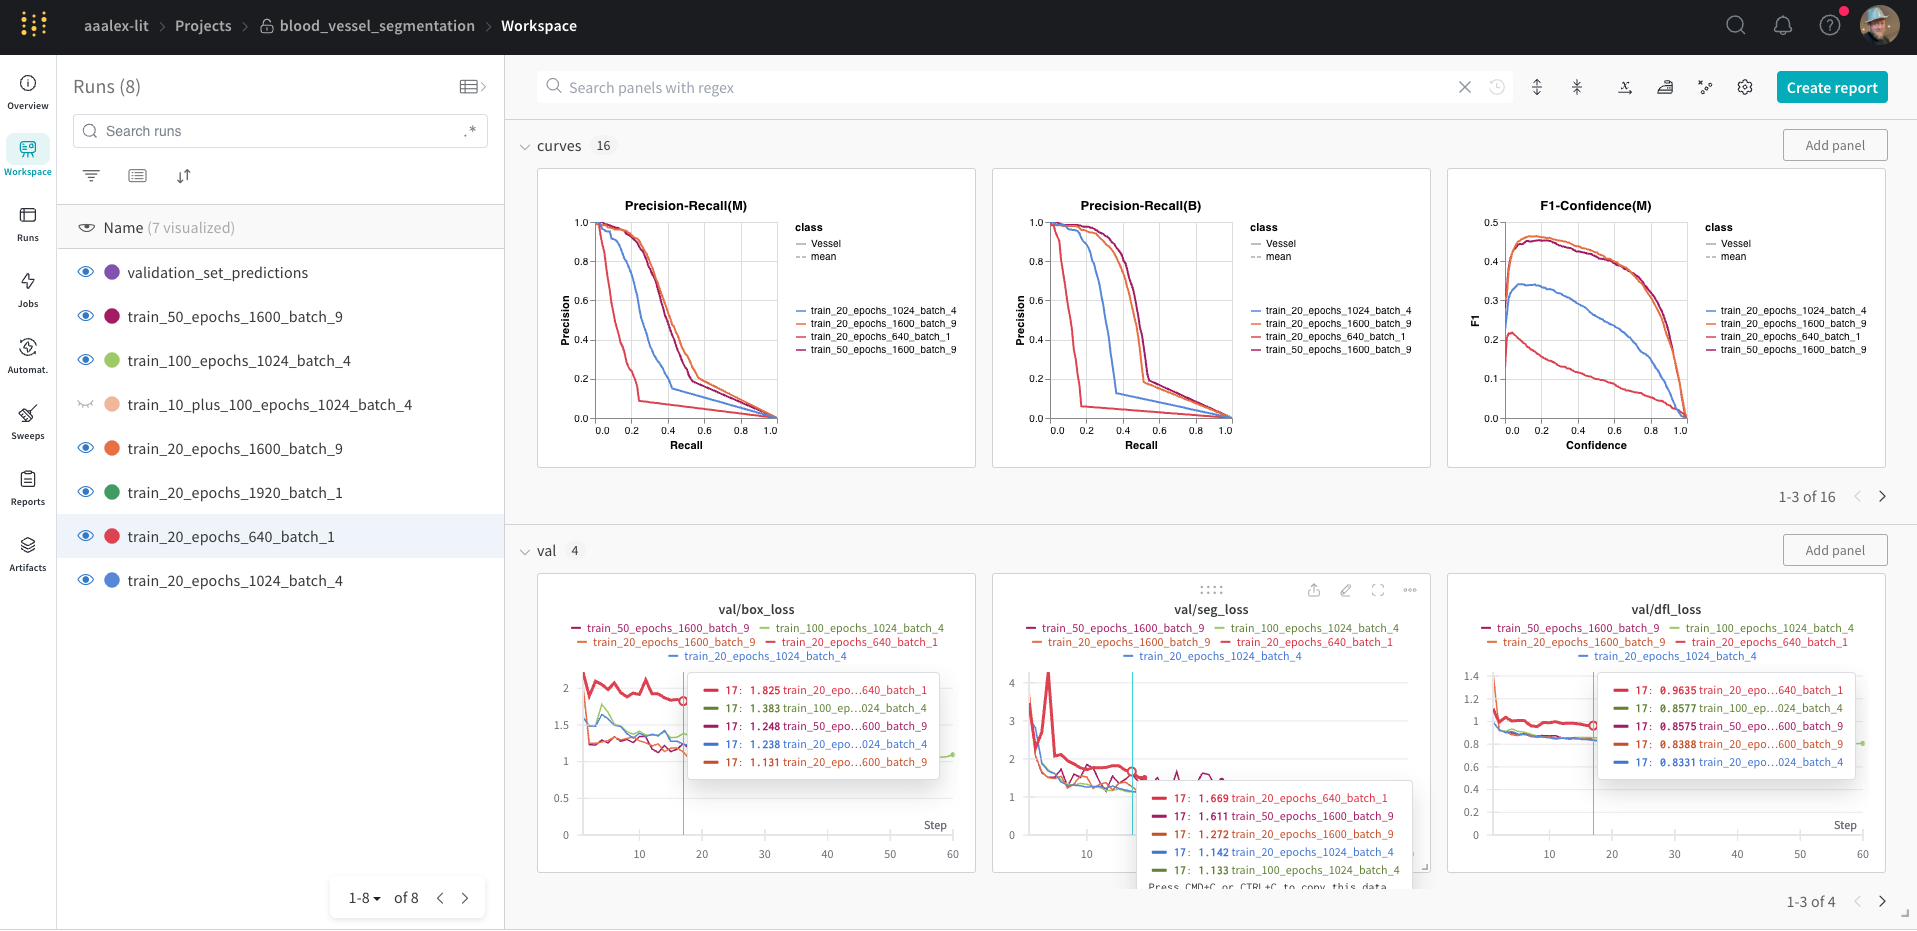 aaalex-lit > Projects > blood_vessel_segmentation > Workspace
Overview
Workspace
Runs
Jobs
Automat.
Sweeps
Reports
Artifacts
Runs (8)
Search runs .*
Name (7 visualized)
validation_set_predictions
train_50_epochs_1600_batch_9
train_100_epochs_1024_batch_4
train_10_plus_100_epochs_1024_batch_4
train_20_epochs_1600_batch_9
train_20_epochs_1920_batch_1
train_20_epochs_640_batch_1
train_20_epochs_1024_batch_4
1-8 of 8
Search panels with regex
Create report
curves 16
Add panel
Precision-Recall(M)
1.0
0.8
0.6
0.4
0.2
0.0
Precision
0.0 0.2 0.4 0.6 0.8 1.0
Recall
class
Vessel
mean
train_20_epochs_1024_batch_4
train_20_epochs_1600_batch_9
train_20_epochs_640_batch_1
train_50_epochs_1600_batch_9
Precision-Recall(B)
1.0
0.8
0.6
0.4
0.2
0.0
Precision
0.0 0.2 0.4 0.6 0.8 1.0
Recall
class
Vessel
mean
train_20_epochs_1024_batch_4
train_20_epochs_1600_batch_9
train_20_epochs_640_batch_1
train_50_epochs_1600_batch_9
F1-Confidence(M)
0.5
0.4
0.3
0.2
0.1
0.0
F1
0.0 0.2 0.4 0.6 0.8 1.0
Confidence
class
Vessel
mean
train_20_epochs_1024_batch_4
train_20_epochs_1600_batch_9
train_20_epochs_640_batch_1
train_50_epochs_1600_batch_9
1-3 of 16
val 4
Add panel
val/box_loss
train_50_epochs_1600_batch_9 train_100_epochs_1024_batch_4
train_20_epochs_1600_batch_9 train_20_epochs_640_batch_1
train_20_epochs_1024_batch_4
2
1.5
1
0.5
0
17: 1.825 train_20_epo...640_batch_1
17: 1.383 train_100_ep...024_batch_4
17: 1.248 train_50_epo...600_batch_9
17: 1.238 train_20_epo...024_batch_4
17: 1.131 train_20_epo...600_batch_9
Step
10 20 30 40 50 60
val/seg_loss
train_50_epochs_1600_batch_9 train_100_epochs_1024_batch_4
train_20_epochs_1600_batch_9 train_20_epochs_640_batch_1
train_20_epochs_1024_batch_4
4
3
2
1
0
10
17: 1.669 train_20_epochs_640_batch_1
17: 1.611 train_50_epochs_1600_batch_9
17: 1.272 train_20_epochs_1600_batch_9
17: 1.142 train_20_epochs_1024_batch_4
17: 1.133 train_100_epochs_1024_batch_4
Press CMD+C or CTRL+C to copy this data
val/dfl_loss
train_50_epochs_1600_batch_9 train_100_epochs_1024_batch_4
train_20_epochs_1600_batch_9 train_20_epochs_640_batch_1
train_20_epochs_1024_batch_4
1.4
1.2
1
0.8
0.6
0.4
0.2
0
17: 0.9635 train_20_epo...640_batch_1
17: 0.8577 train_100_ep...024_batch_4
17: 0.8575 train_50_epo...600_batch_9
17: 0.8388 train_20_epo...600_batch_9
17: 0.8331 train_20_epo...024_batch_4
Step
10 20 30 40 50 60
1-3 of 4